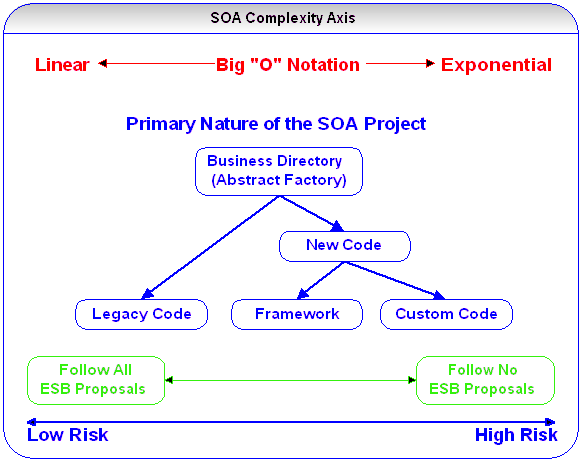 SOA Complexity Axis
Linear Big "O" Notation Exponential
Primary Nature of the SOA Project
Business Directory
(Abstract Factory)
New Code
Legacy Code Framework Custom Code
Follow All
ESB Proposals
Follow No
ESB Proposals
Low Risk High Risk